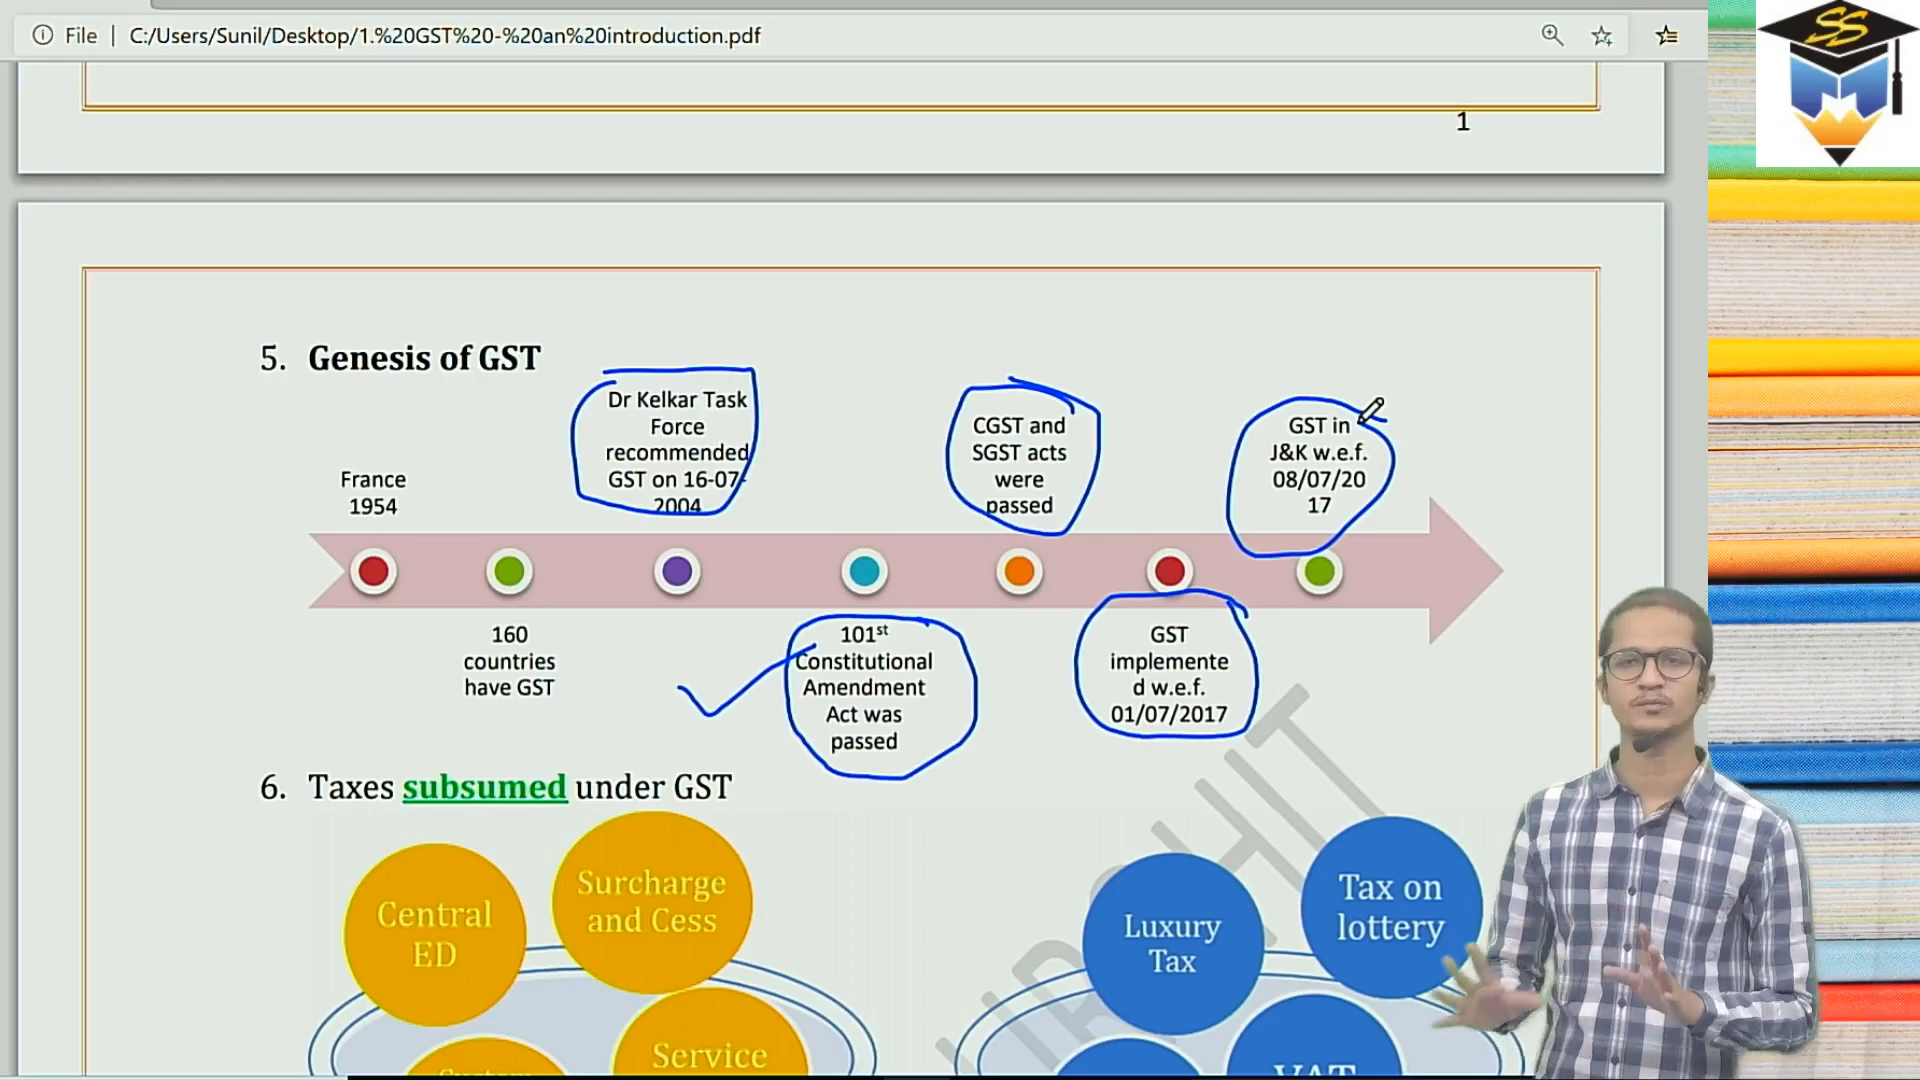 File | C:/Users/Sunil/Desktop/1.%20GST%20-%20an%20introduction.pdf
SS
1
5. Genesis of GST
France
1954
160
countries
have GST
Dr Kelkar Task
Force
recommended
GST on 16-07-
2004
101st
Constitutional
Amendment
Act was
passed
CGST and
SGST acts
were
passed
GST
implemente
d w.e.f.
01/07/2017
GST in
J&K w.e.f.
08/07/20
17
6. Taxes subsumed under GST
Central
ED
Surcharge
and Cess
Service
Luxury
Tax
Tax on
lottery
VAT